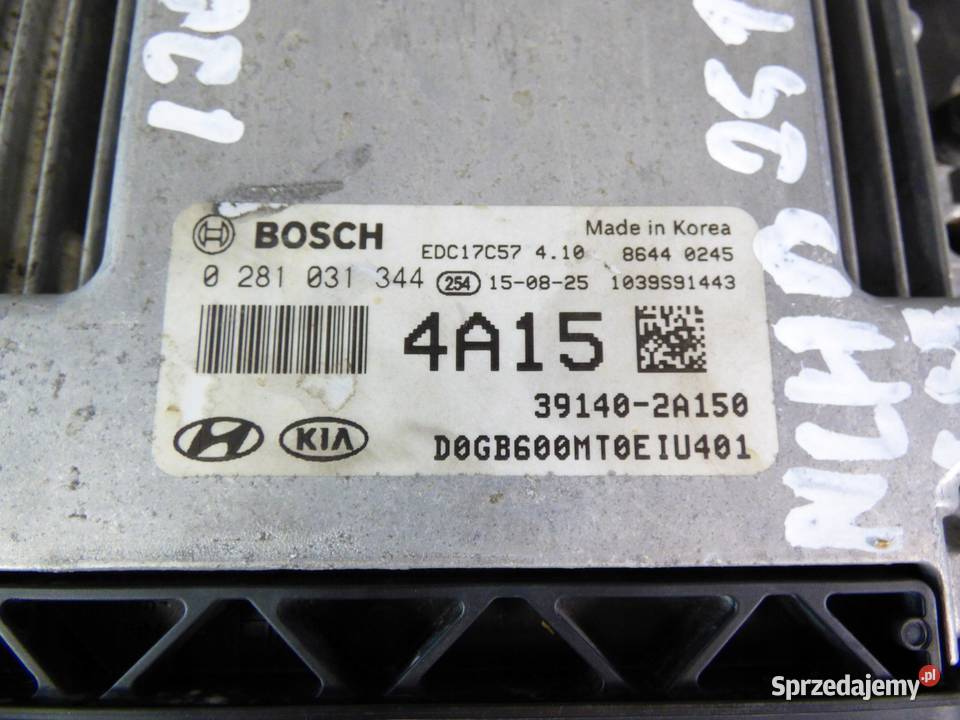 BOSCH
Made in Korea
EDC17C57 4.10 8644 0245
0 281 031 344 254 15-08-25 1039S91443
4A15
39140-2A150
KIA
D0GB600MT0EIU401
Sprzedajemy.pl